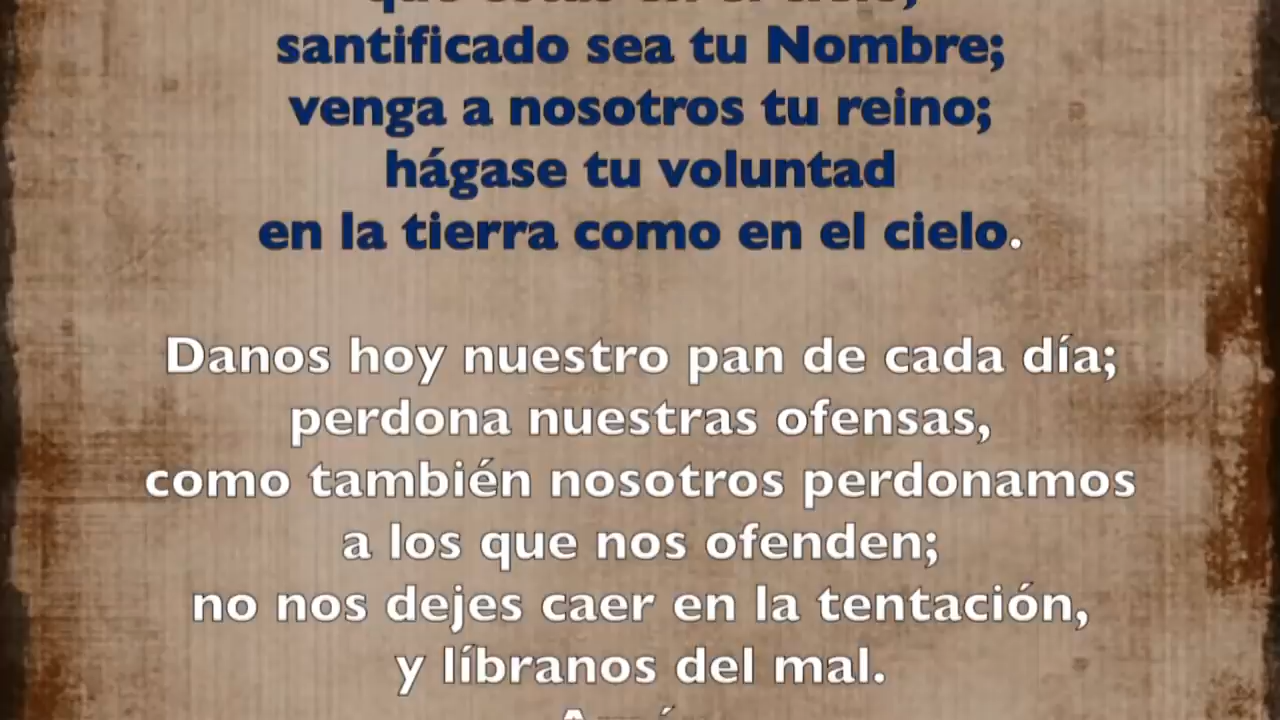 santificado sea tu Nombre;
venga a nosotros tu reino;
hágase tu voluntad
en la tierra como en el cielo.
Danos hoy nuestro pan de cada día;
perdona nuestras ofensas,
como también nosotros perdonamos
a los que nos ofenden;
no nos dejes caer en la tentación,
y líbranos del mal.